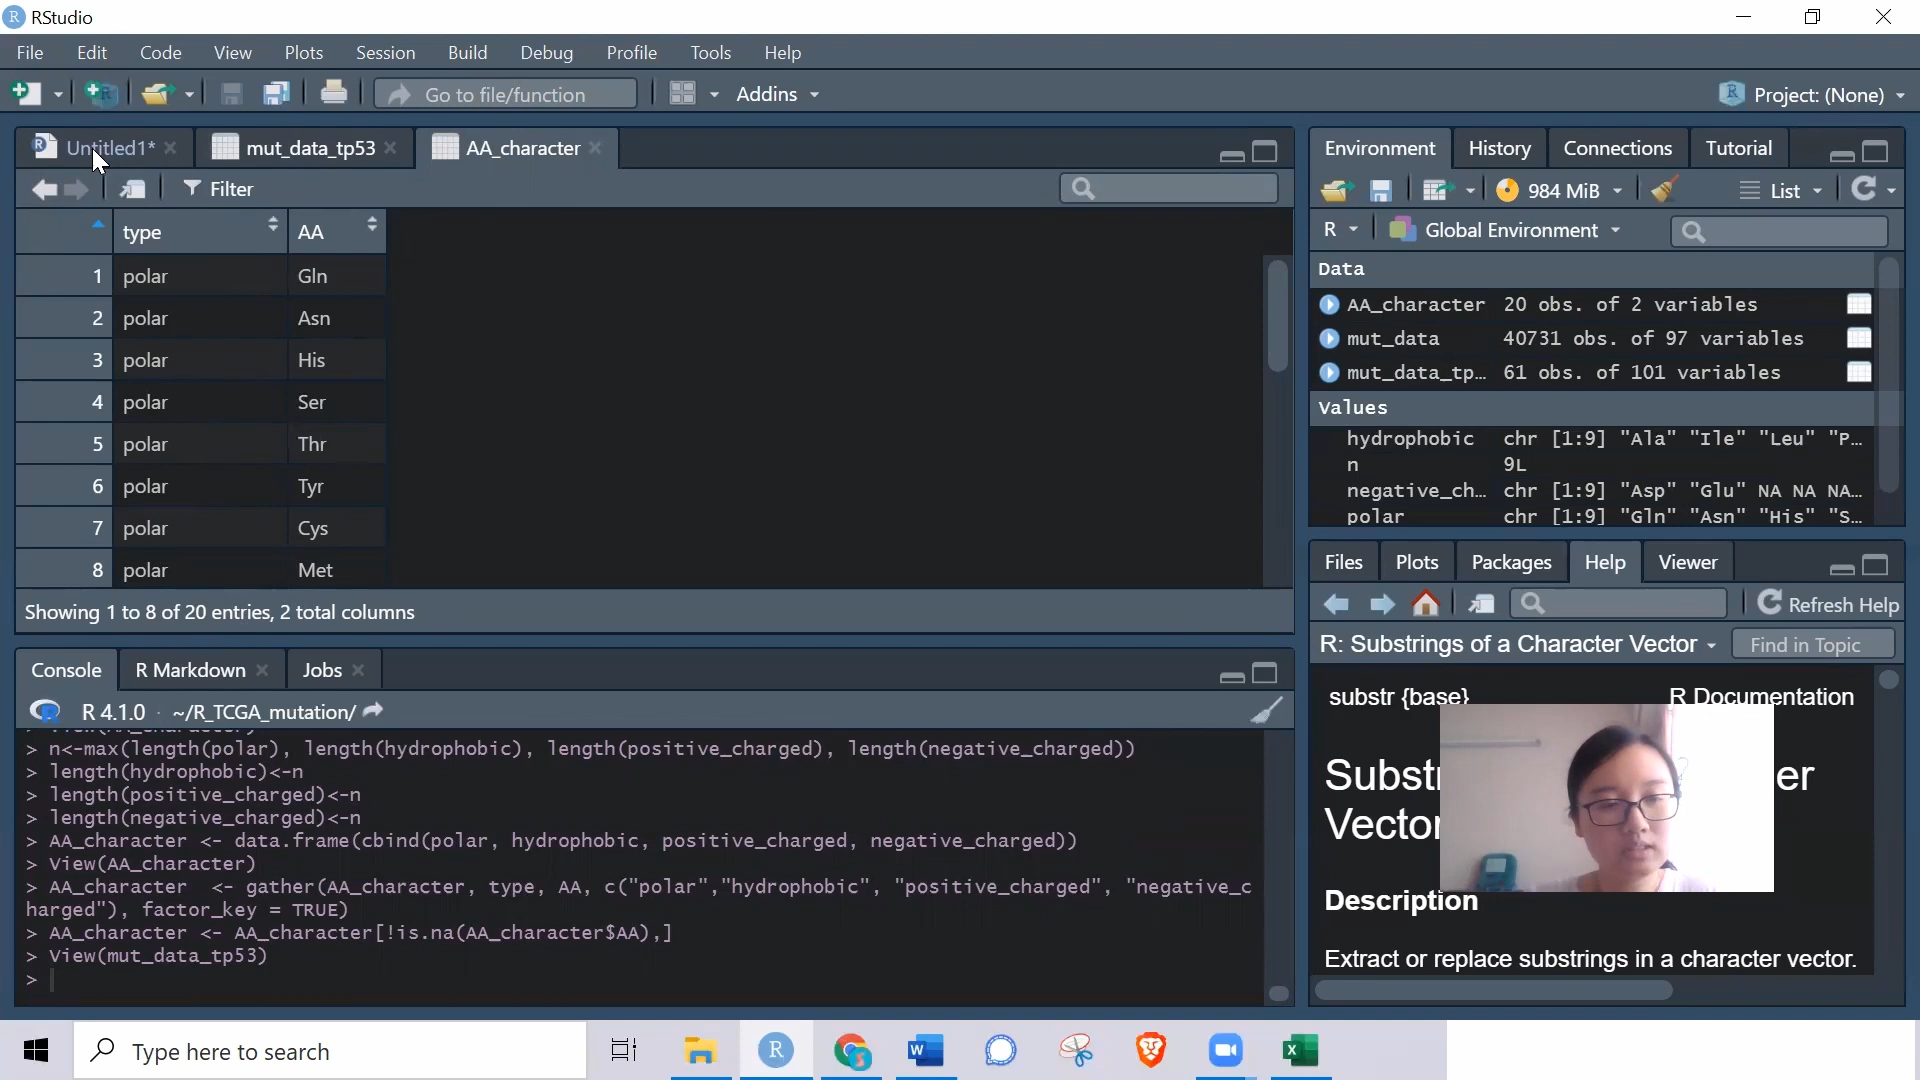 RStudio
File Edit Code View Plots Session Build Debug Profile Tools Help
Go to file/function Addins Project: (None)
Untitled1* mut_data_tp53 AA_character
Filter
type AA
1 polar Gln
2 polar Asn
3 polar His
4 polar Ser
5 polar Thr
6 polar Tyr
7 polar Cys
8 polar Met
Showing 1 to 8 of 20 entries, 2 total columns
Console R Markdown Jobs
R 4.1.0 · ~/R_TCGA_mutation/
> n<-max(length(polar), length(hydrophobic), length(positive_charged), length(negative_charged))
> length(hydrophobic)<-n
> length(positive_charged)<-n
> length(negative_charged)<-n
> AA_character <- data.frame(cbind(polar, hydrophobic, positive_charged, negative_charged))
> View(AA_character)
> AA_character  <- gather(AA_character, type, AA, c("polar","hydrophobic", "positive_charged", "negative_c
harged"), factor_key = TRUE)
> AA_character <- AA_character[!is.na(AA_character$AA),]
> View(mut_data_tp53)
>
Environment History Connections Tutorial
984 MiB List
R Global Environment
Data
AA_character 20 obs. of 2 variables
mut_data 40731 obs. of 97 variables
mut_data_tp… 61 obs. of 101 variables
Values
hydrophobic chr [1:9] "Ala" "Ile" "Leu" "P…
n 9L
negative_ch… chr [1:9] "Asp" "Glu" NA NA NA…
polar chr [1:9] "Gln" "Asn" "His" "S…
Files Plots Packages Help Viewer
Refresh Help
R: Substrings of a Character Vector Find in Topic
substr {base} R Documentation
Substr er
Vector
Description
Extract or replace substrings in a character vector.
Type here to search